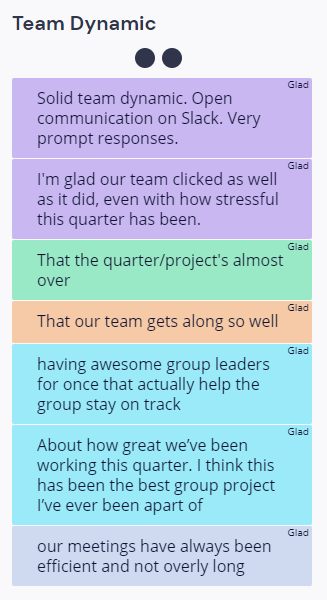 Team Dynamic
Glad
Solid team dynamic. Open
communication on Slack. Very
prompt responses.
Glad
I'm glad our team clicked as well
as it did, even with how stressful
this quarter has been.
Glad
That the quarter/project's almost
over
Glad
That our team gets along so well
Glad
having awesome group leaders
for once that actually help the
group stay on track
Glad
About how great we’ve been
working this quarter. I think this
has been the best group project
I’ve ever been apart of
Glad
our meetings have always been
efficient and not overly long